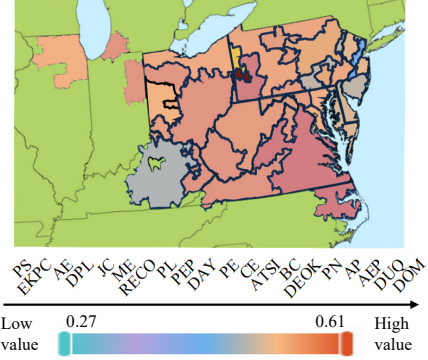 PS EKPC AE DPL JC ME RECO PL PEP DAY PE CE ATSI BC DEOK PN AP AEP DUQ DOM
Low value 0.27 0.61 High value